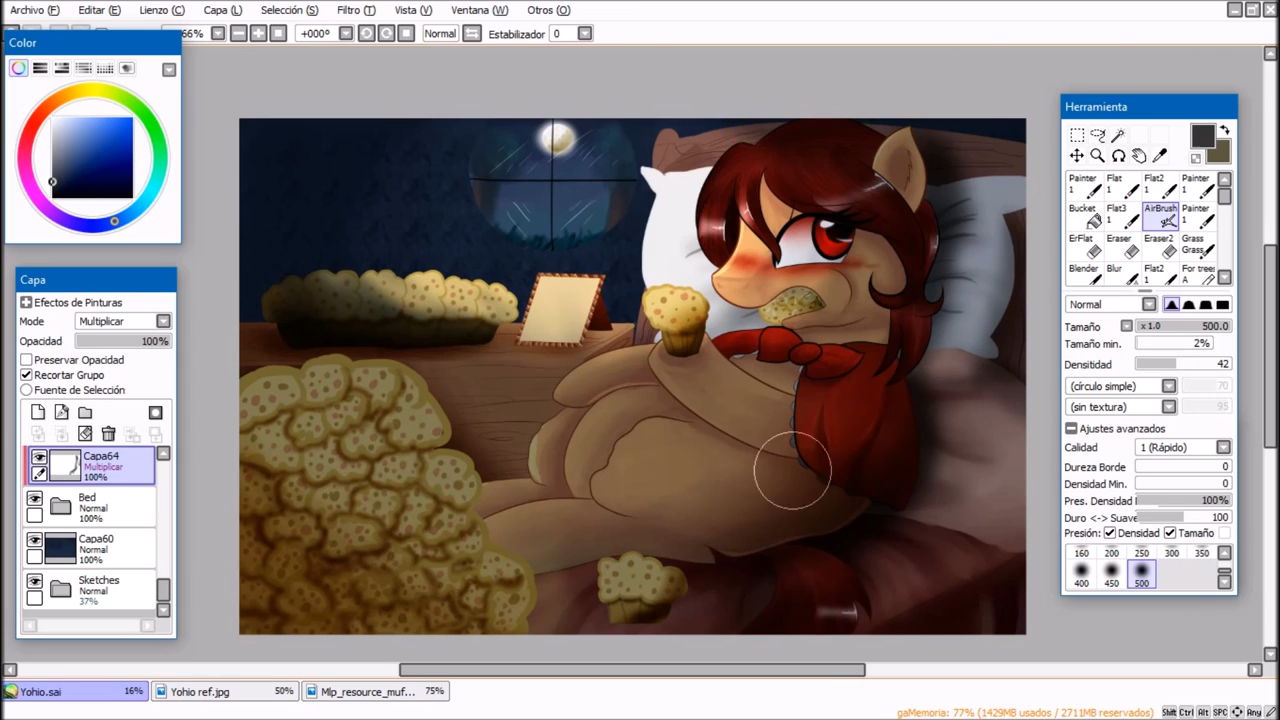 Archivo (F) Editar (E) Lienzo (C) Capa (L) Selección (S) Filtro (T) Vista (V) Ventana (W) Otros (O)
66% +000º Normal Estabilizador 0
Color
Capa
Efectos de Pinturas
Mode Multiplicar
Opacidad 100%
Preservar Opacidad
Recortar Grupo
Fuente de Selección
Capa64
Multiplicar
100%
Bed
Normal
100%
Capa60
Normal
100%
Sketches
Normal
37%
Herramienta
Painter Flat Flat2 Painter
1 1 1 1
Bucket Flat3 AirBrush Painter
1 1
ErFlat Eraser Eraser2 Grass
Grass
Blender Blur Flat2 For trees
1 A
Normal
Tamaño x 1.0 500.0
Tamaño min. 2%
Densitidad 42
(círculo simple) 70
(sin textura) 95
Ajustes avanzados
Calidad 1 (Rápido)
Dureza Borde 0
Densidad Min. 0
Pres. Densidad 100%
Duro <-> Suave 100
Presión: Densidad Tamaño
160 200 250 300 350
400 450 500
Yohio.sai 16% Yohio ref.jpg 50% Mlp_resource_muf... 75%
gaMemoria: 77% (1429MB usados / 2711MB reservados) Shift Ctrl Alt SPC Any